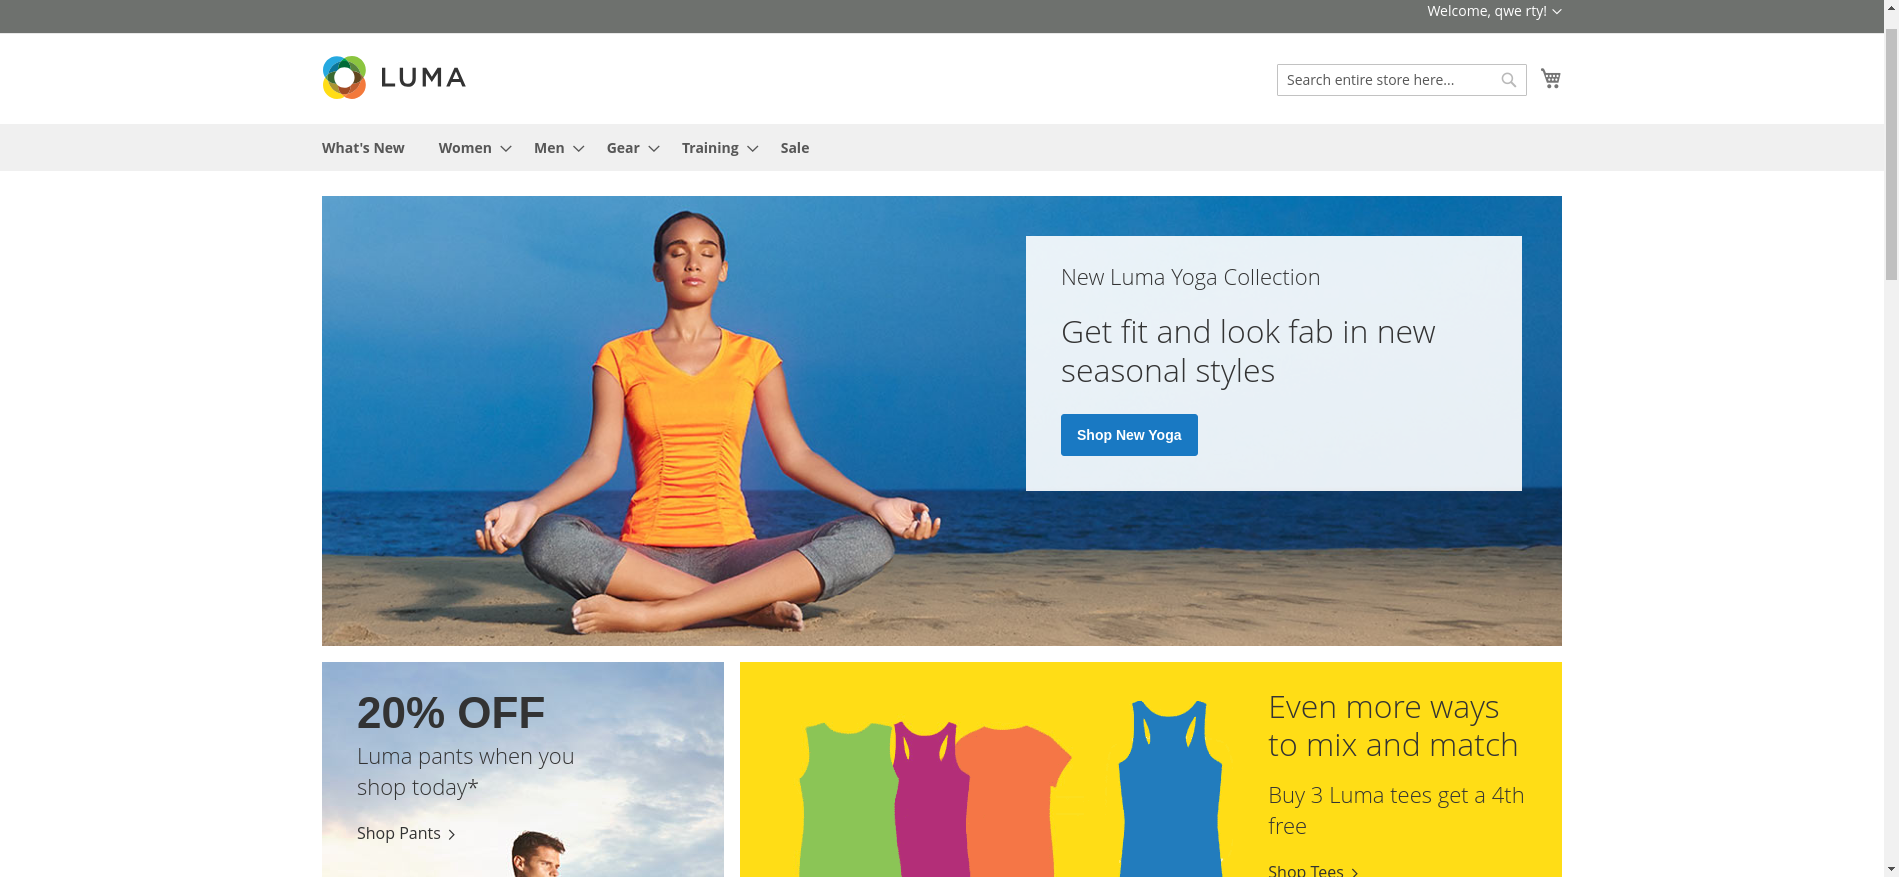 Welcome, qwe rty!
LUMA
Search entire store here...
What's New
Women
Men
Gear
Training
Sale
New Luma Yoga Collection
Get fit and look fab in new
seasonal styles
Shop New Yoga
20% OFF
Luma pants when you
shop today*
Shop Pants
Even more ways
to mix and match
Buy 3 Luma tees get a 4th
free
Shop Tees